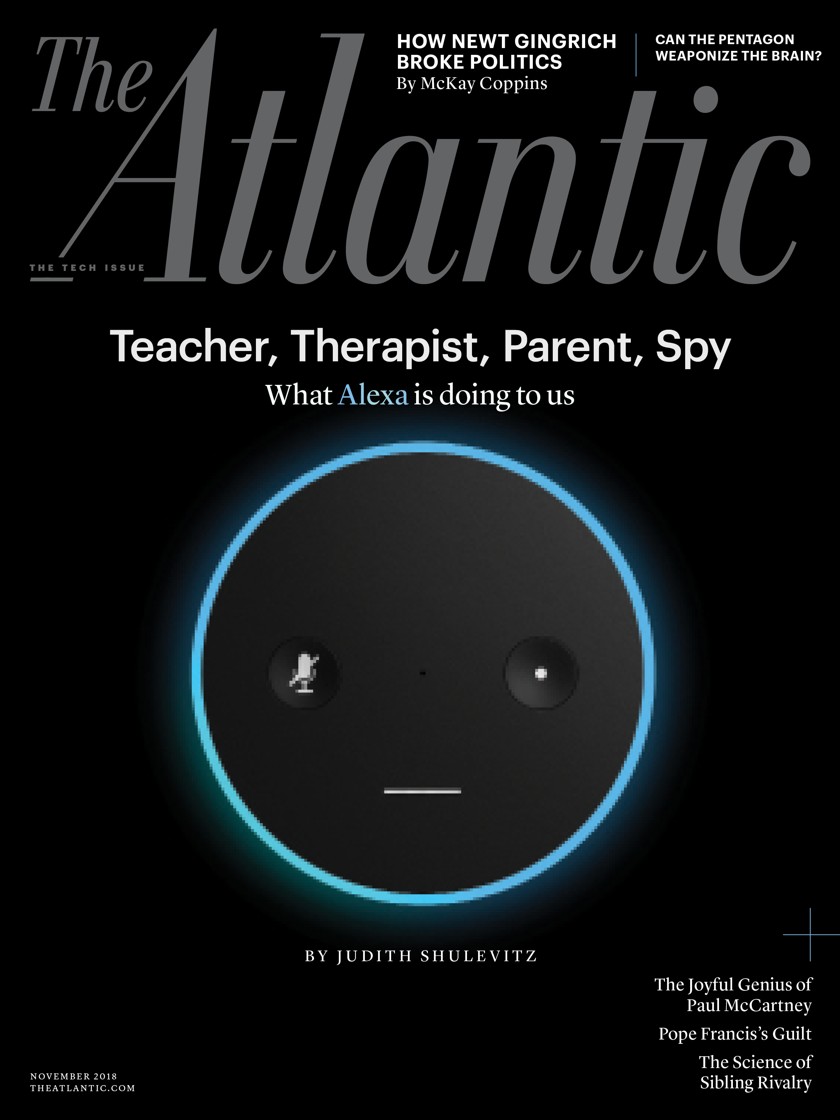 The Atlantic
HOW NEWT GINGRICH
BROKE POLITICS
By McKay Coppins
CAN THE PENTAGON
WEAPONIZE THE BRAIN?
THE TECH ISSUE
Teacher, Therapist, Parent, Spy
What Alexa is doing to us
BY JUDITH SHULEVITZ
The Joyful Genius of
Paul McCartney
Pope Francis's Guilt
The Science of
Sibling Rivalry
NOVEMBER 2018
THEATLANTIC.COM